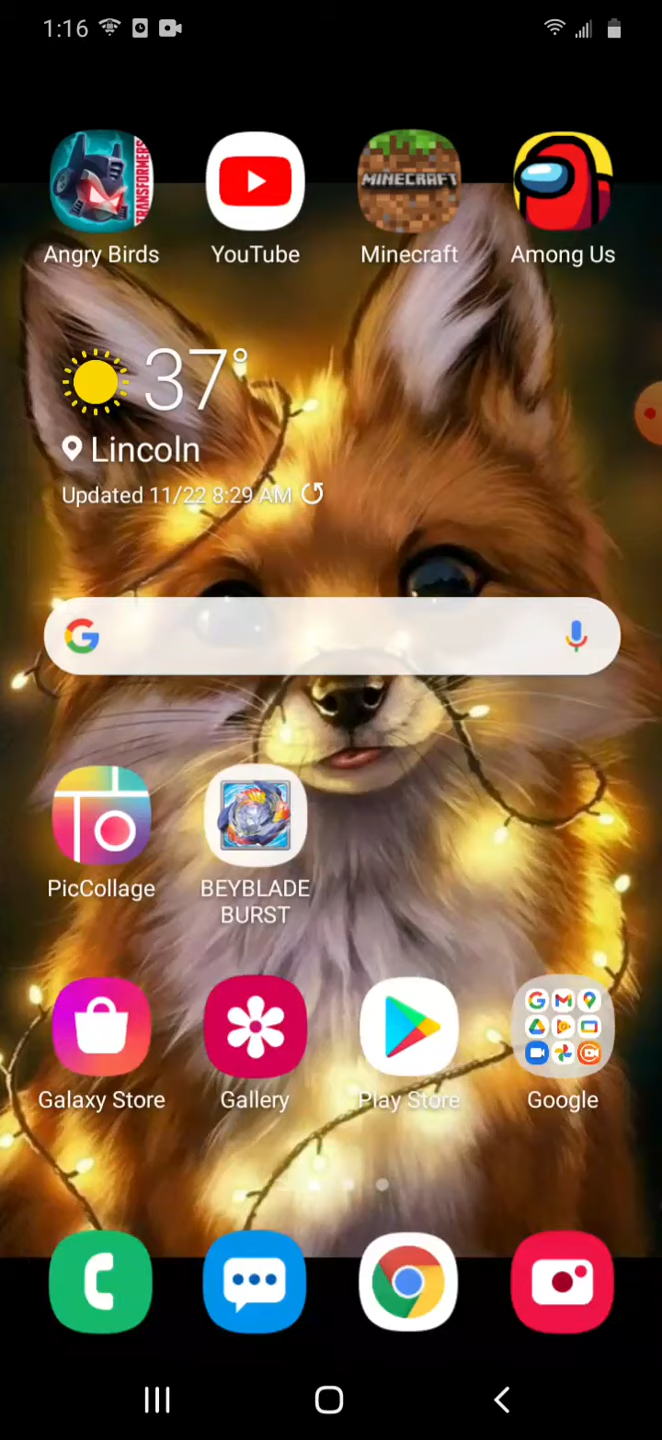 1:16
TRANSFORMERS
MINECRAFT
Angry Birds
YouTube
Minecraft
Among Us
37°
Lincoln
Updated 11/22 8:29 AM
PicCollage
BEYBLADE
BURST
Galaxy Store
Gallery
Play Store
Google